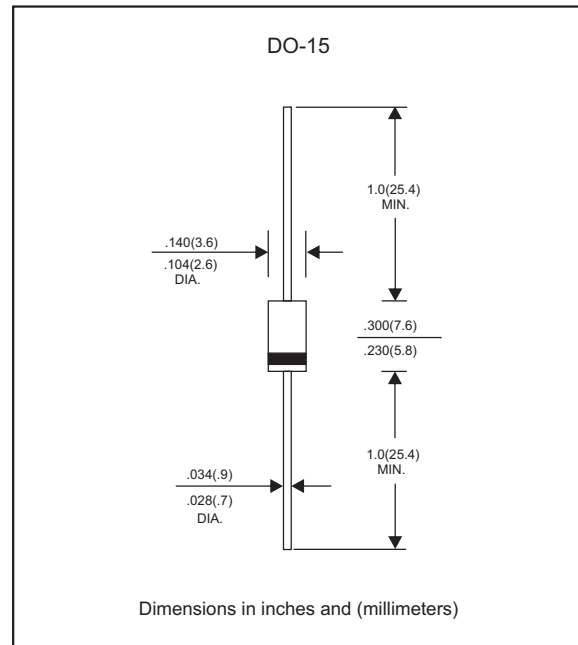 DO-15
1.0(25.4)
MIN.
.140(3.6)
.104(2.6)
DIA.
.300(7.6)
.230(5.8)
1.0(25.4)
MIN.
.034(.9)
.028(.7)
DIA.
Dimensions in inches and (millimeters)